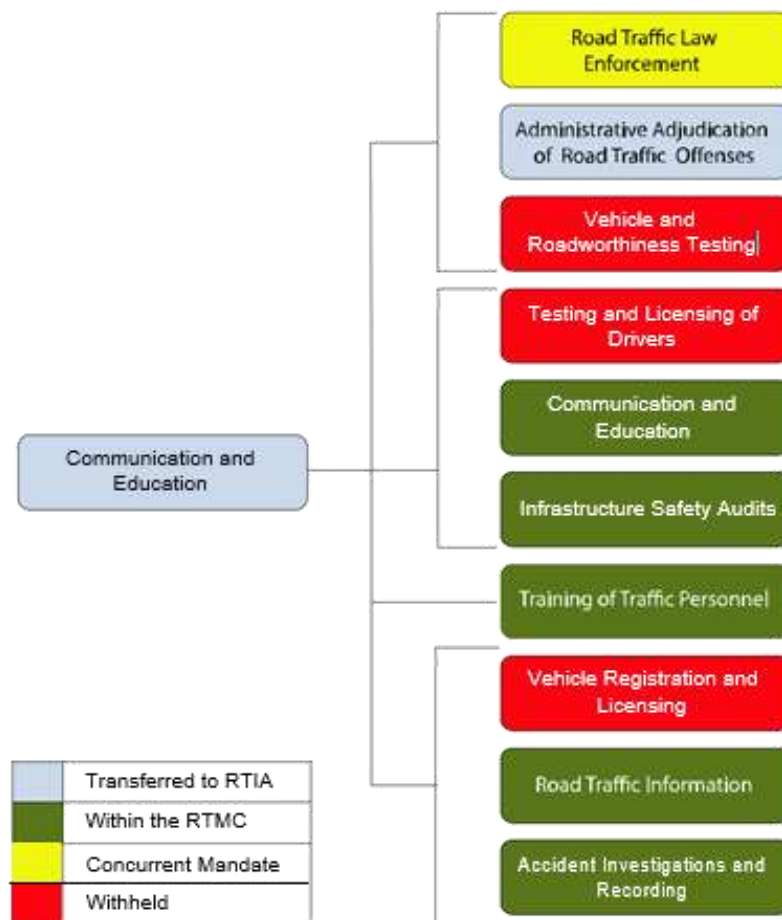 Road Traffic Law
Enforcement
Administrative Adjudication
of Road Traffic Offenses
Vehicle and
Roadworthiness Testing
Testing and Licensing of
Drivers
Communication and
Education
Communication and
Education
Infrastructure Safety Audits
Training of Traffic Personnel
Vehicle Registration and
Licensing
Road Traffic Information
Accident Investigations and
Recording
Transferred to RTIA
Within the RTMC
Concurrent Mandate
Withheld